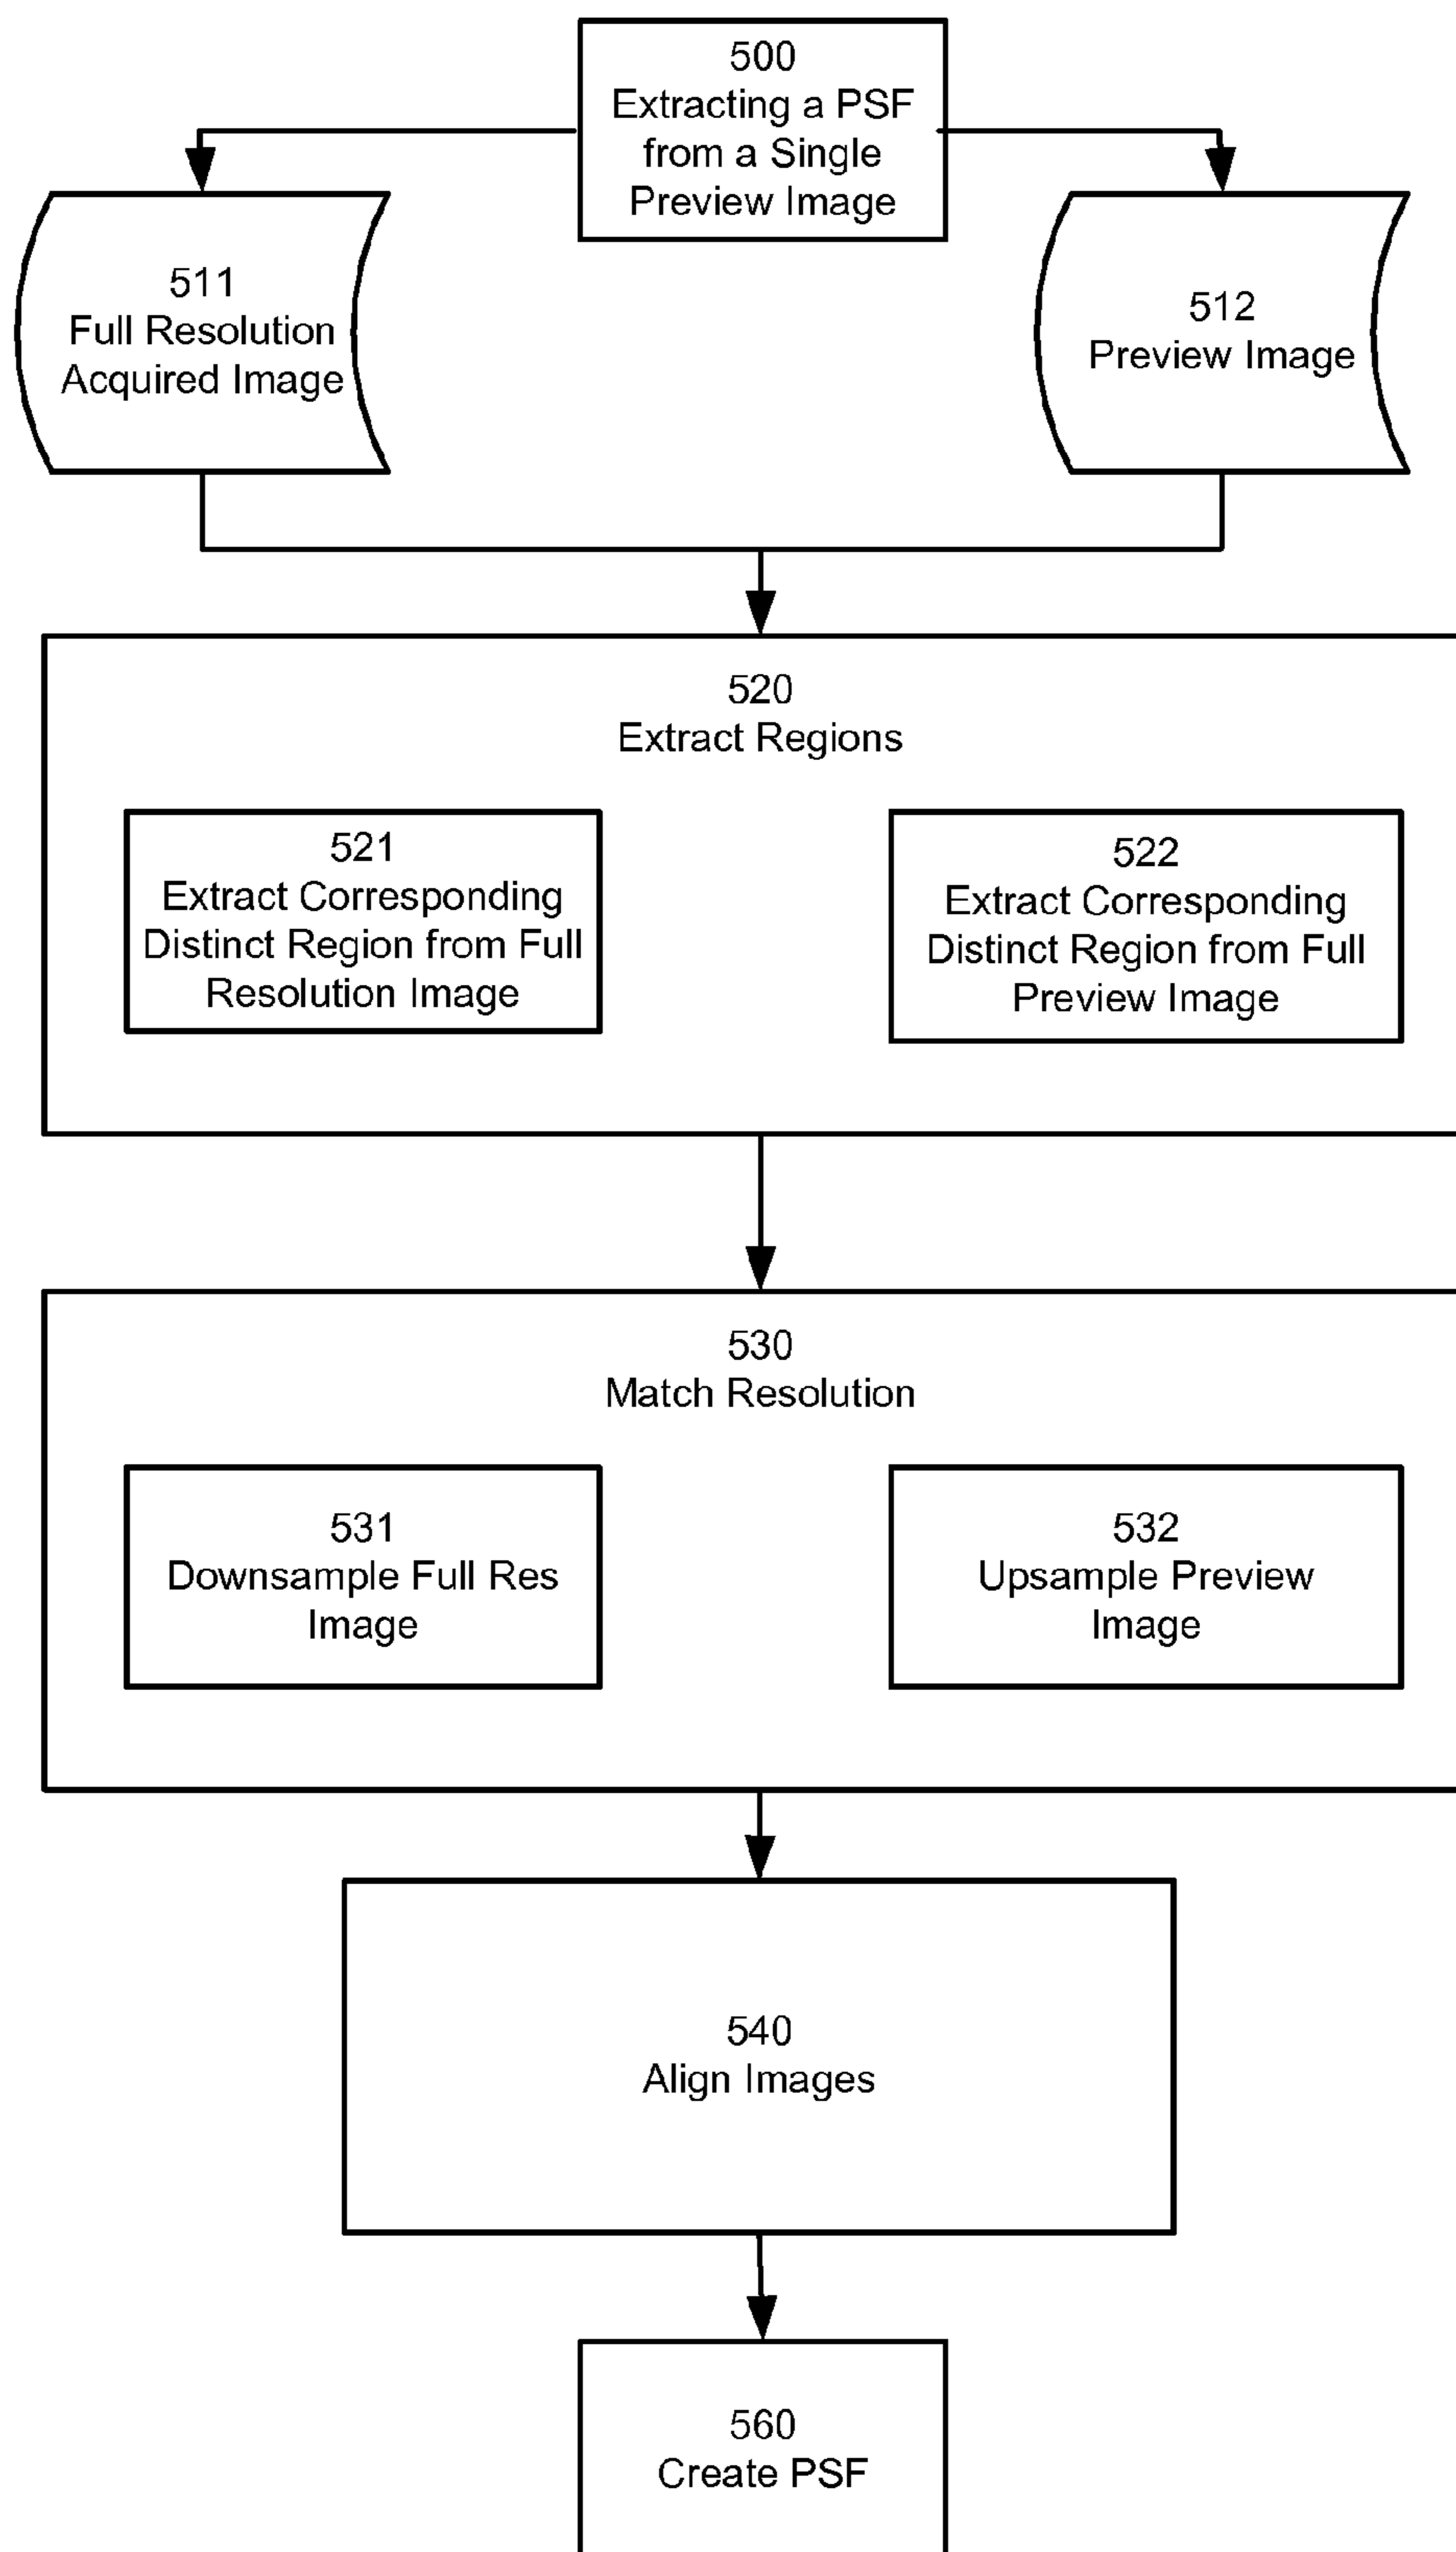 500
Extracting a PSF
from a Single
Preview Image
511
Full Resolution
Acquired Image
512
Preview Image
520
Extract Regions
521
Extract Corresponding
Distinct Region from Full
Resolution Image
522
Extract Corresponding
Distinct Region from Full
Preview Image
530
Match Resolution
531
Downsample Full Res
Image
532
Upsample Preview
Image
540
Align Images
560
Create PSF